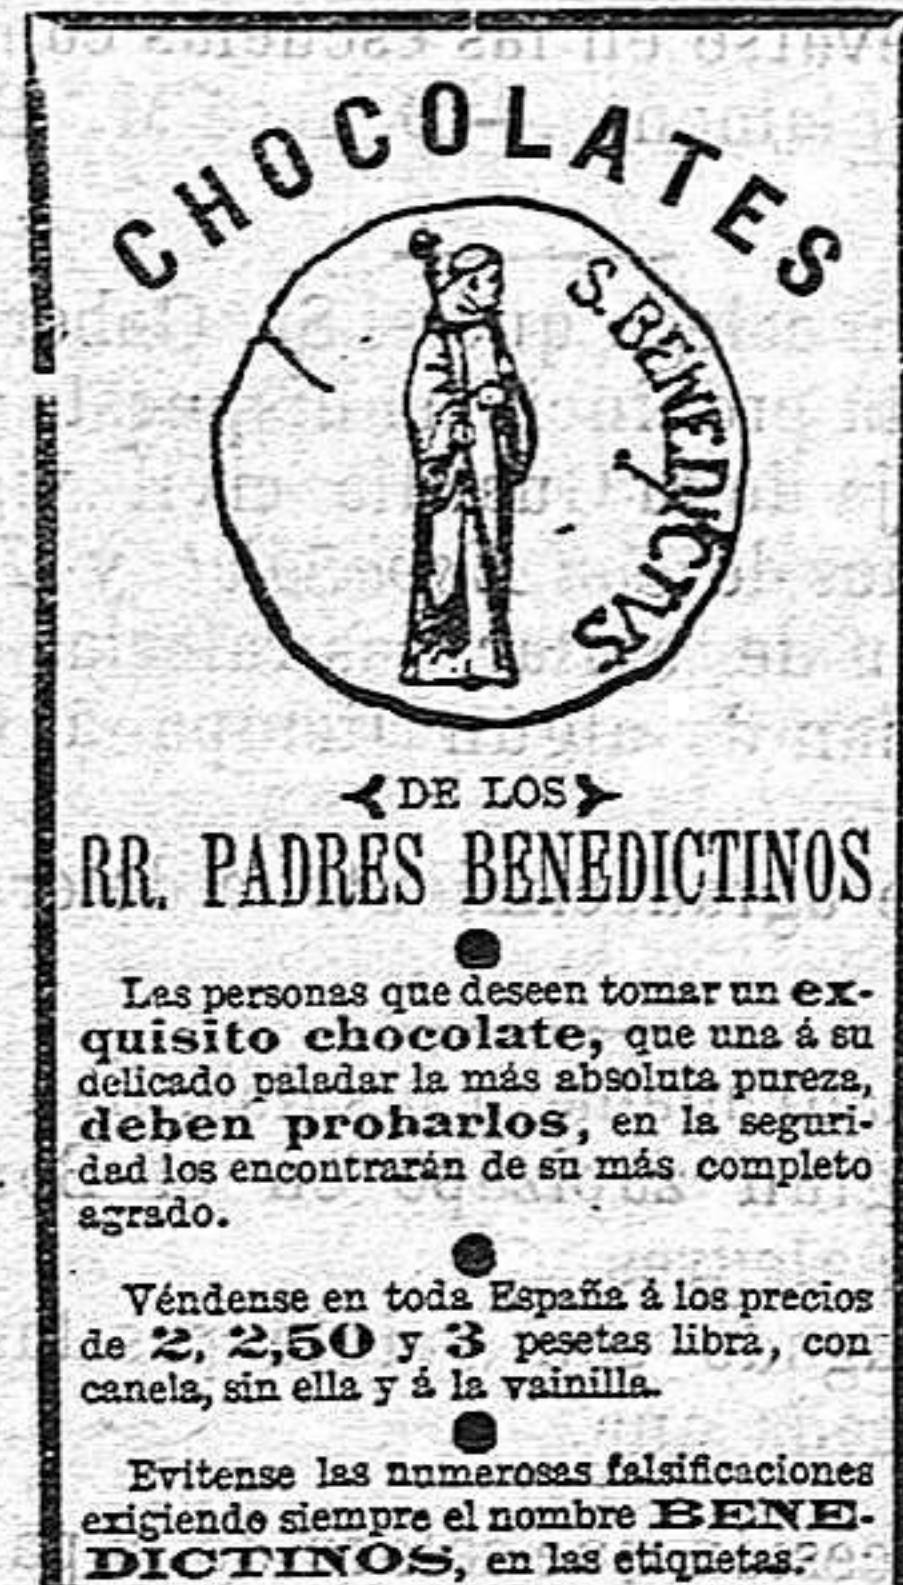 CHOCOLATES
S. BENEDICTVS
DE LOS
RR. PADRES BENEDICTINOS
Las personas que deseen tomar un ex-
quisito chocolate, que una á su
delicado paladar la más absoluta pureza,
deben probarlos, en la seguri-
dad los encontrarán de su más completo
agrado.
Véndense en toda España á los precios
de 2, 2,50 y 3 pesetas libra, con
canela, sin ella y á la vainilla.
Evitense las numerosas falsificaciones
exigiendo siempre el nombre BENE-
DICTINOS, en las etiquetas.